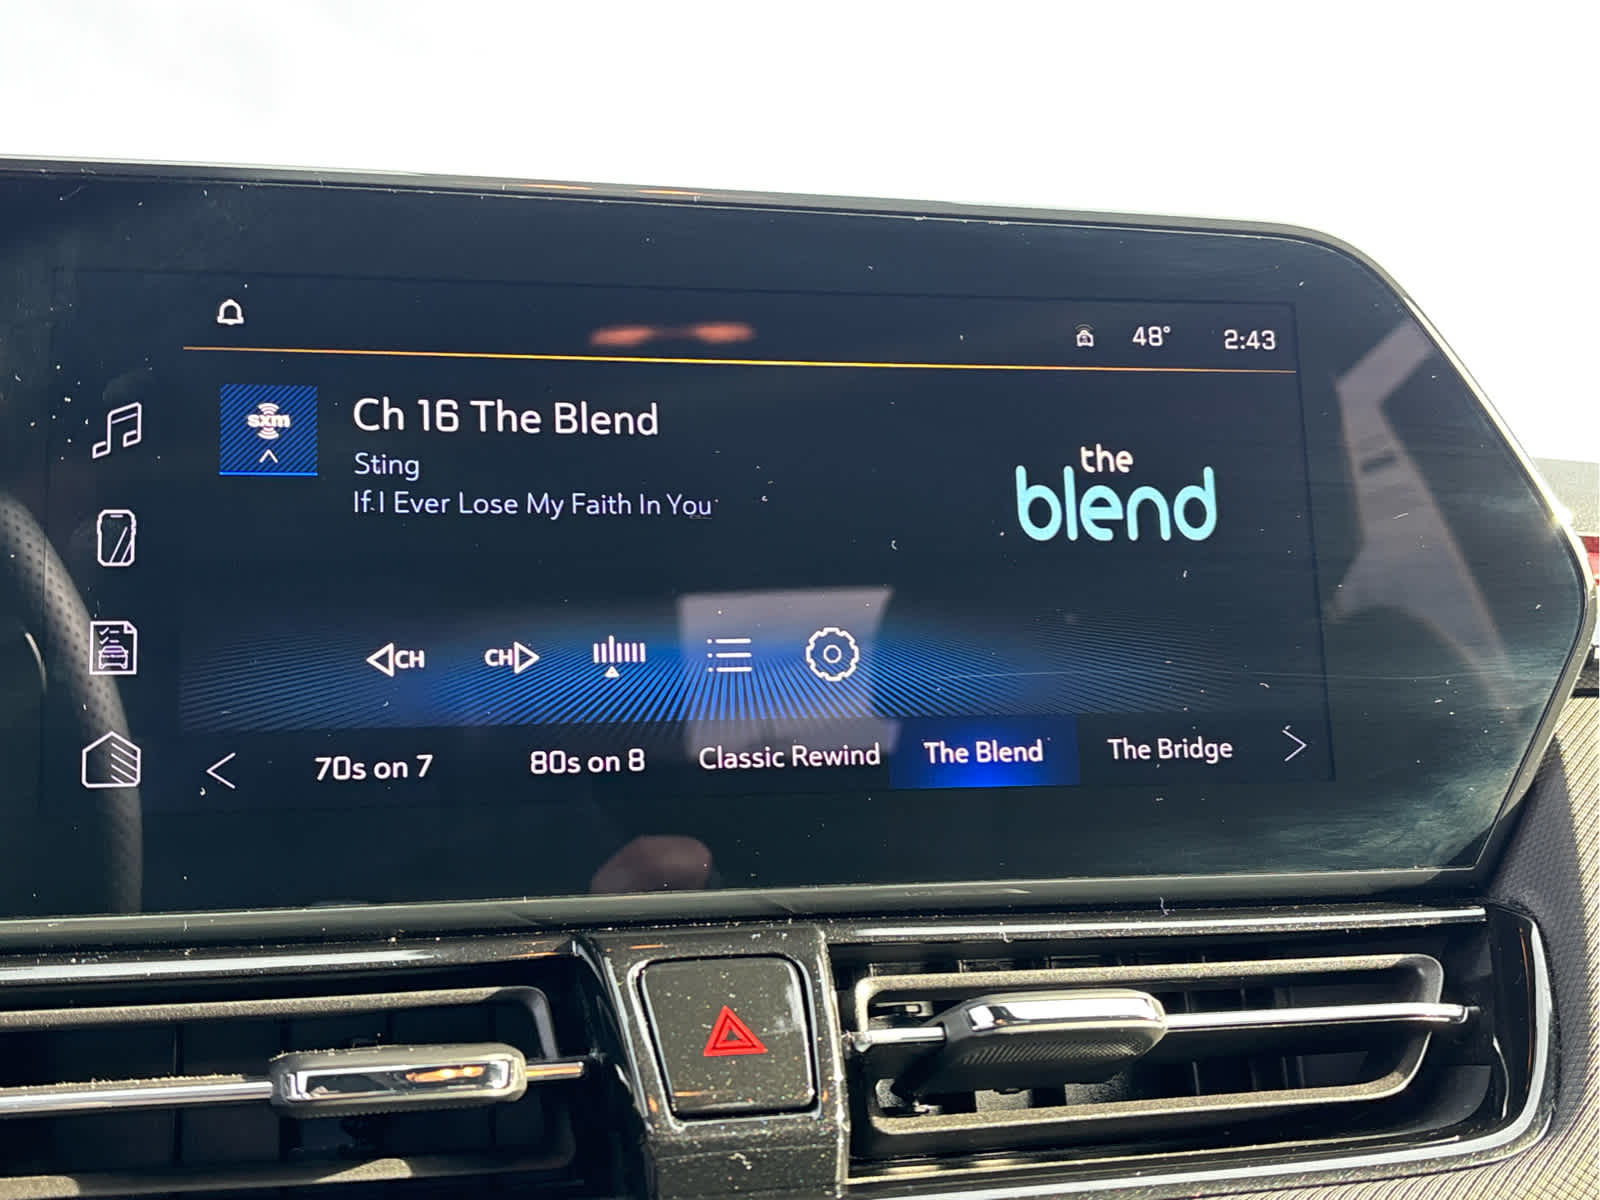 48° 2:43
sxm
Ch 16 The Blend
Sting
If I Ever Lose My Faith In You
the
blend
CH CH
70s on 7 80s on 8 Classic Rewind The Blend The Bridge